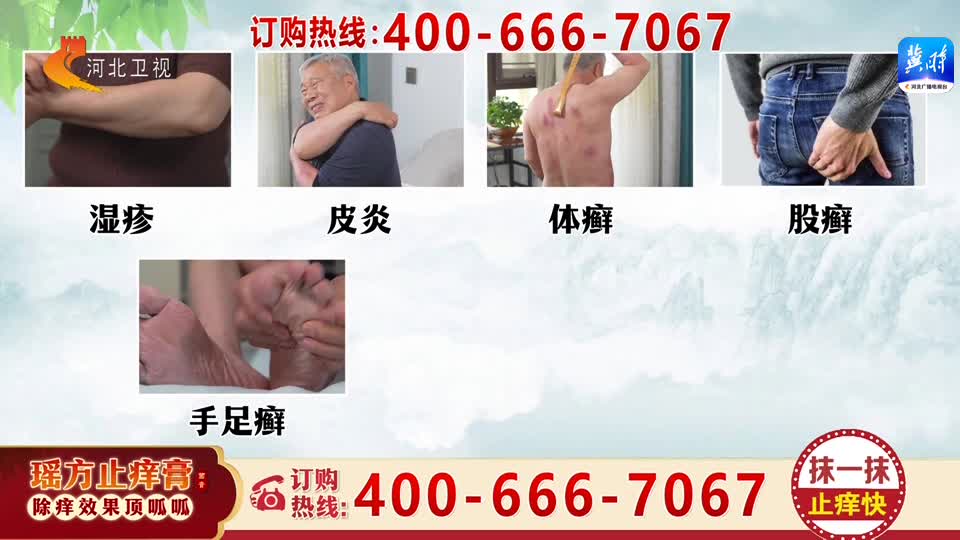 订购热线:400-666-7067
河北卫视
冀时
河北广播电视台
湿疹
皮炎
体癣
股癣
手足癣
瑶方止痒膏
除痒效果顶呱呱
订购
热线:
400-666-7067
抹一抹
止痒快